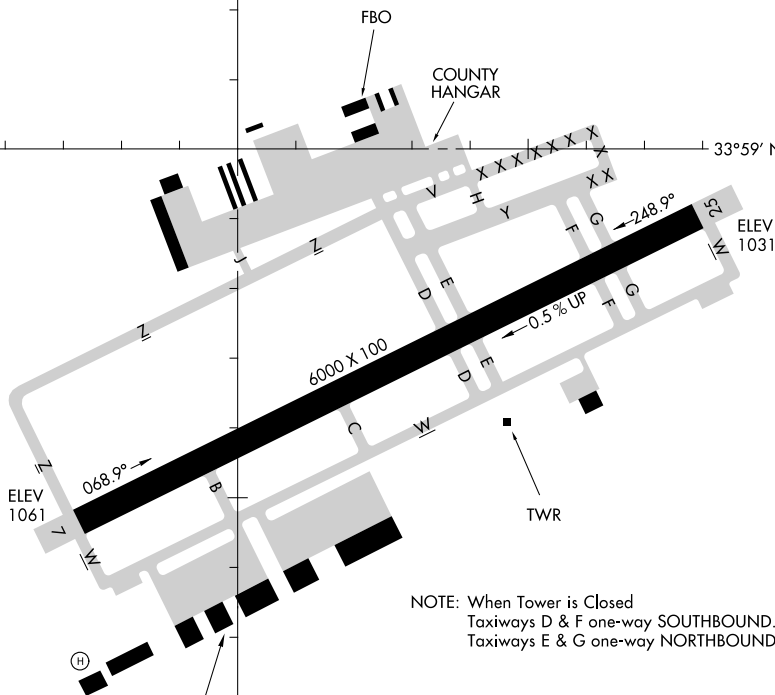 FBO
COUNTY
HANGAR
33°59' N
X X X X X X X
X
X X
V
H
Y
G
F
248.9°
25
ELEV
1031
W
J
Z
Z
D
E
G
F
0.5 % UP
6000 X 100
E
D
C
W
068.9°
Z
ELEV
1061
7
B
W
TWR
NOTE: When Tower is Closed
Taxiways D & F one-way SOUTHBOUND.
Taxiways E & G one-way NORTHBOUND
H